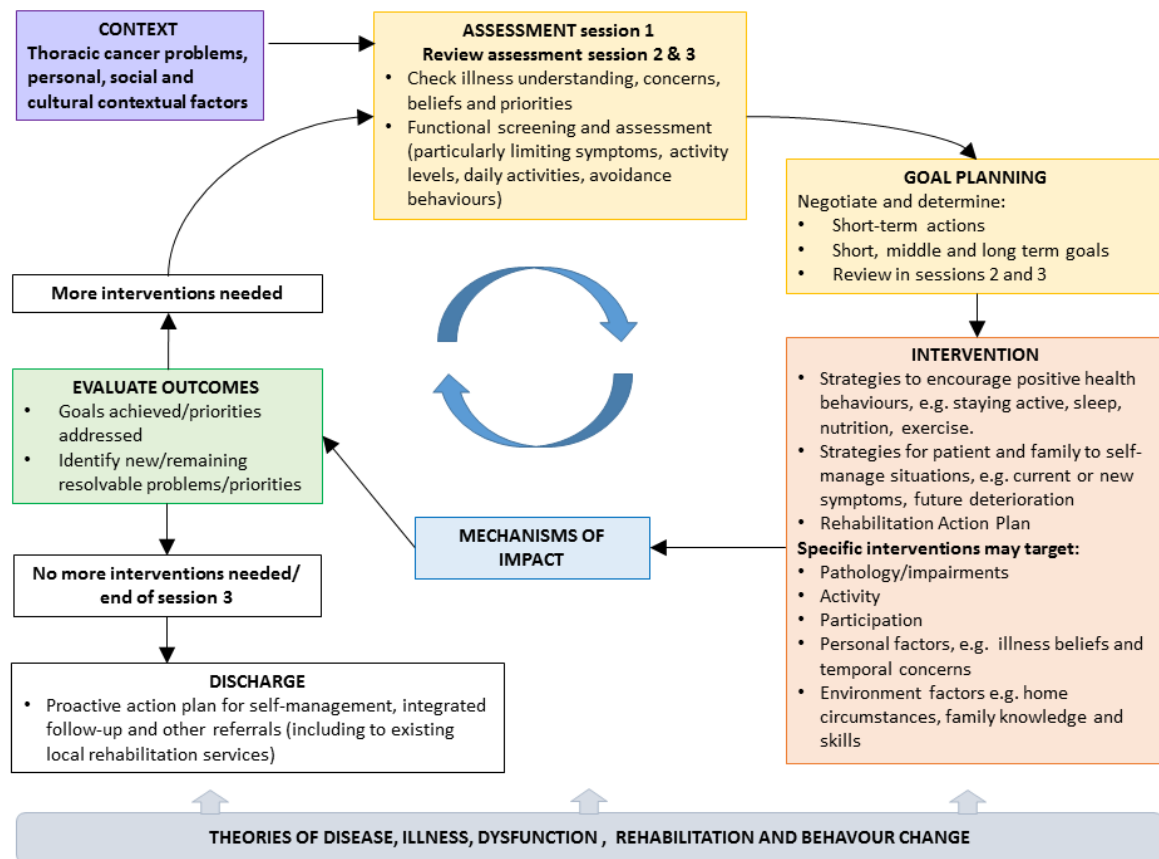 CONTEXT
Thoracic cancer problems,
personal, social and
cultural contextual factors
ASSESSMENT session 1
Review assessment session 2 & 3
• Check illness understanding, concerns,
beliefs and priorities
• Functional screening and assessment
(particularly limiting symptoms, activity
levels, daily activities, avoidance
behaviours)
GOAL PLANNING
Negotiate and determine:
• Short-term actions
• Short, middle and long term goals
• Review in sessions 2 and 3
INTERVENTION
• Strategies to encourage positive health
behaviours, e.g. staying active, sleep,
nutrition, exercise.
• Strategies for patient and family to self-
manage situations, e.g. current or new
symptoms, future deterioration
• Rehabilitation Action Plan
Specific interventions may target:
• Pathology/impairments
• Activity
• Participation
• Personal factors, e.g. illness beliefs and
temporal concerns
• Environment factors e.g. home
circumstances, family knowledge and
skills
MECHANISMS OF
IMPACT
More interventions needed
EVALUATE OUTCOMES
• Goals achieved/priorities
addressed
• Identify new/remaining
resolvable problems/priorities
No more interventions needed/
end of session 3
DISCHARGE
• Proactive action plan for self-management, integrated
follow-up and other referrals (including to existing
local rehabilitation services)
THEORIES OF DISEASE, ILLNESS, DYSFUNCTION , REHABILITATION AND BEHAVOUR CHANGE